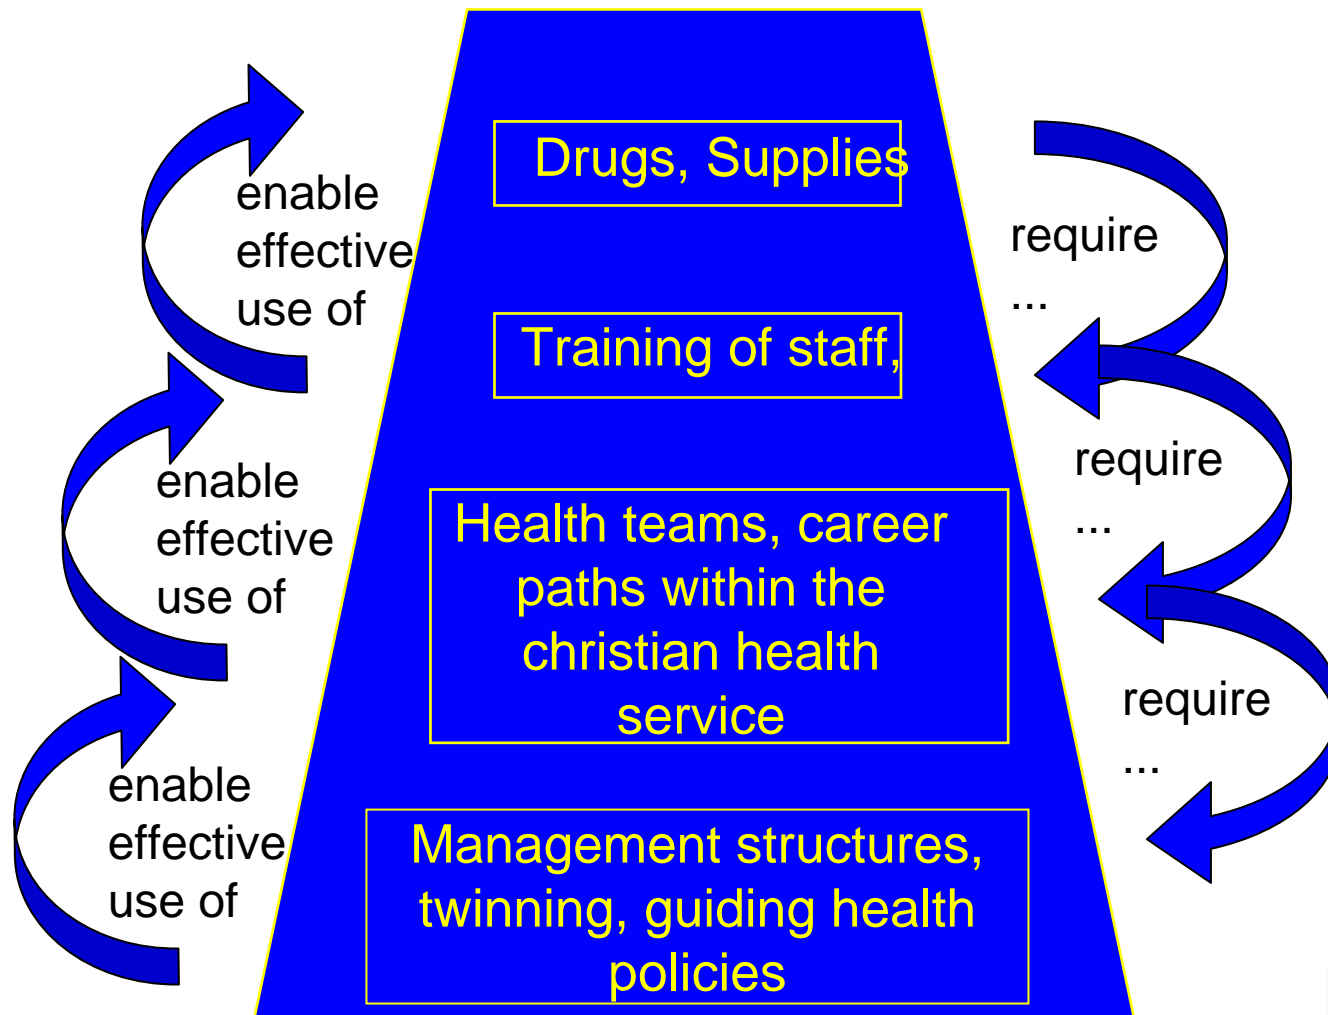 Drugs, Supplies
enable
effective
use of
require
...
Training of staff,
enable
effective
use of
require
...
Health teams, career
paths within the
christian health
service
enable
effective
use of
require
...
Management structures,
twinning, guiding health
policies